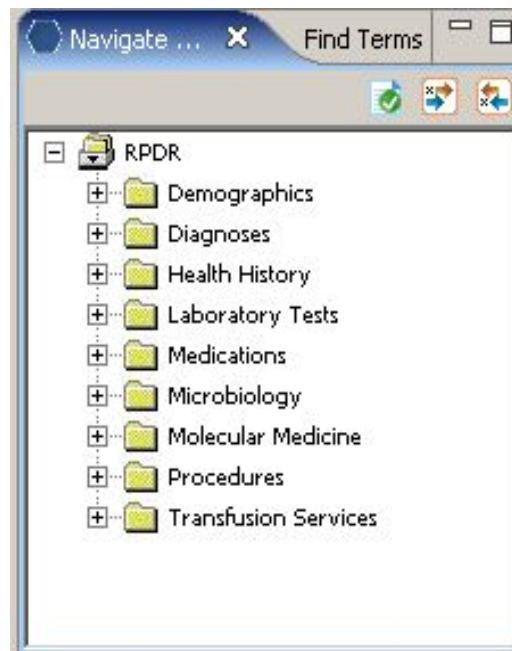 Navigate ... Find Terms
RPDR
Demographics
Diagnoses
Health History
Laboratory Tests
Medications
Microbiology
Molecular Medicine
Procedures
Transfusion Services